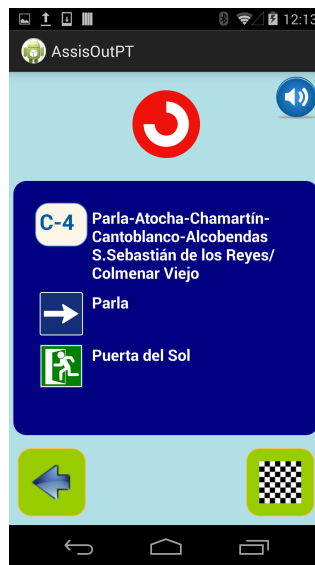 12:13
AssisOutPT
C-4
Parla-Atocha-Chamartín-
Cantoblanco-Alcobendas
S.Sebastián de los Reyes/
Colmenar Viejo
Parla
Puerta del Sol